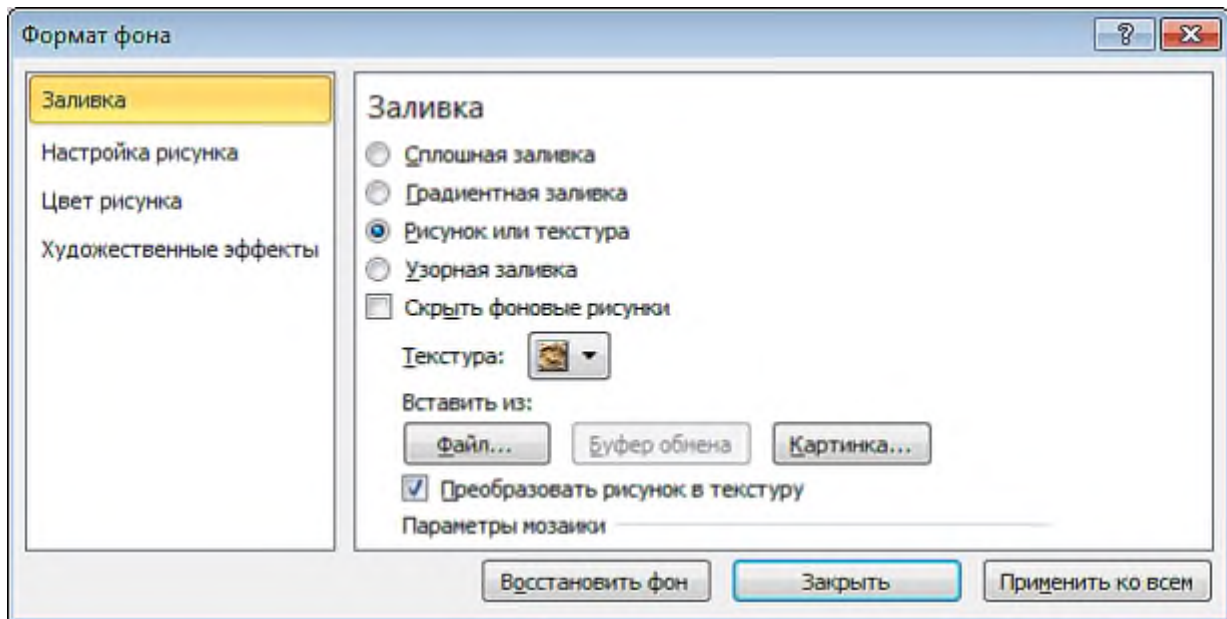 Формат фона
Заливка
Настройка рисунка
Цвет рисунка
Художественные эффекты
Заливка
Сплошная заливка
Градиентная заливка
Рисунок или текстура
Узорная заливка
Скрыть фоновые рисунки
Текстура:
Вставить из:
Файл... Буфер обмена Картинка...
Преобразовать рисунок в текстуру
Параметры мозаики
Восстановить фон Закрыть Применить ко всем